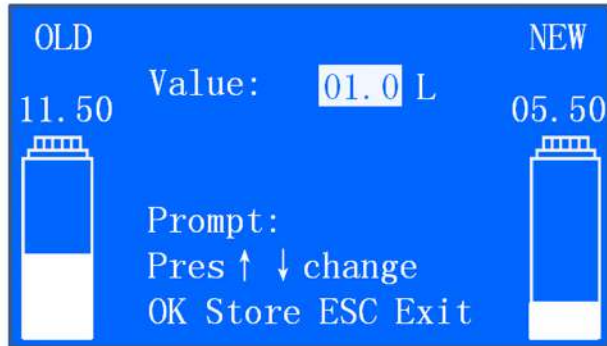 OLD NEW
Value: 01.0 L
11.50 05.50
Prompt:
Pres↑ ↓change
OK Store ESC Exit